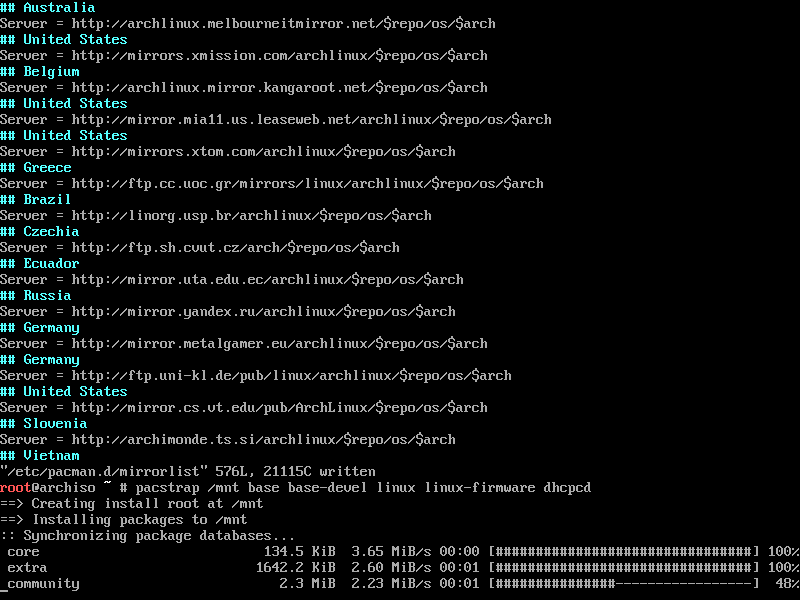 ## Australia
Server = http://archlinux.melbourneitmirror.net/$repo/os/$arch
## United States
Server = http://mirrors.xmission.com/archlinux/$repo/os/$arch
## Belgium
Server = http://archlinux.mirror.kangaroot.net/$repo/os/$arch
## United States
Server = http://mirror.mia11.us.leaseweb.net/archlinux/$repo/os/$arch
## United States
Server = http://mirrors.xtom.com/archlinux/$repo/os/$arch
## Greece
Server = http://ftp.cc.uoc.gr/mirrors/linux/archlinux/$repo/os/$arch
## Brazil
Server = http://linorg.usp.br/archlinux/$repo/os/$arch
## Czechia
Server = http://ftp.sh.cvut.cz/arch/$repo/os/$arch
## Ecuador
Server = http://mirror.uta.edu.ec/archlinux/$repo/os/$arch
## Russia
Server = http://mirror.yandex.ru/archlinux/$repo/os/$arch
## Germany
Server = http://mirror.metalgamer.eu/archlinux/$repo/os/$arch
## Germany
Server = http://ftp.uni-kl.de/pub/linux/archlinux/$repo/os/$arch
## United States
Server = http://mirror.cs.vt.edu/pub/ArchLinux/$repo/os/$arch
## Slovenia
Server = http://archimonde.ts.si/archlinux/$repo/os/$arch
## Vietnam
"/etc/pacman.d/mirrorlist" 576L, 21115C written
root@archiso ~ # pacstrap /mnt base base-devel linux linux-firmware dhcpcd
==> Creating install root at /mnt
==> Installing packages to /mnt
:: Synchronizing package databases...
 core                            134.5 KiB  3.65 MiB/s 00:00 [################################] 100%
 extra                          1642.2 KiB  2.60 MiB/s 00:01 [################################] 100%
_community                         2.3 MiB  2.23 MiB/s 00:01 [###############-----------------]  48%